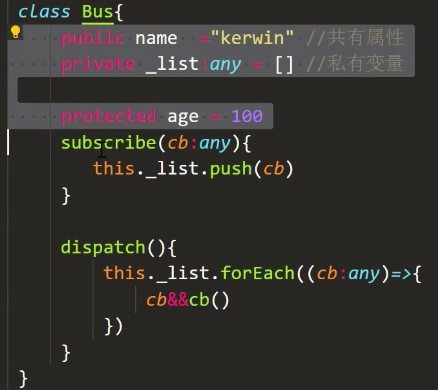 class Bus{
public name ="kerwin" //共有属性
private _list:any = [] //私有变量
protected age = 100
subscribe(cb:any){
this._list.push(cb)
}
dispatch(){
this._list.forEach((cb:any)=>{
cb&&cb()
})
}
}